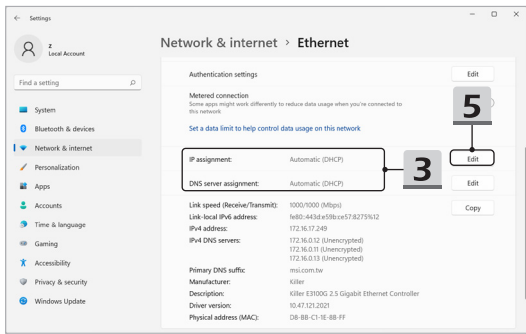 Settings
z
Local Account
Find a setting
System
Bluetooth & devices
Network & internet
Personalization
Apps
Accounts
Time & language
Gaming
Accessibility
Privacy & security
Windows Update
Network & internet > Ethernet
Authentication settings Edit
Metered connection
Some apps might work differently to reduce data usage when you're connected to
this network
5
Set a data limit to help control data usage on this network
IP assignment: Automatic (DHCP) Edit
3
DNS server assignment: Automatic (DHCP) Edit
Link speed (Receive/Transmit): 1000/1000 (Mbps) Copy
Link-local IPv6 address: fe80::443d:e59b:ce57:8275%12
IPv4 address: 172.16.17.249
IPv4 DNS servers: 172.16.0.12 (Unencrypted)
172.16.0.11 (Unencrypted)
172.16.0.13 (Unencrypted)
Primary DNS suffix: msi.com.tw
Manufacturer: Killer
Description: Killer E3100G 2.5 Gigabit Ethernet Controller
Driver version: 10.47.121.2021
Physical address (MAC): D8-BB-C1-1E-8B-FF